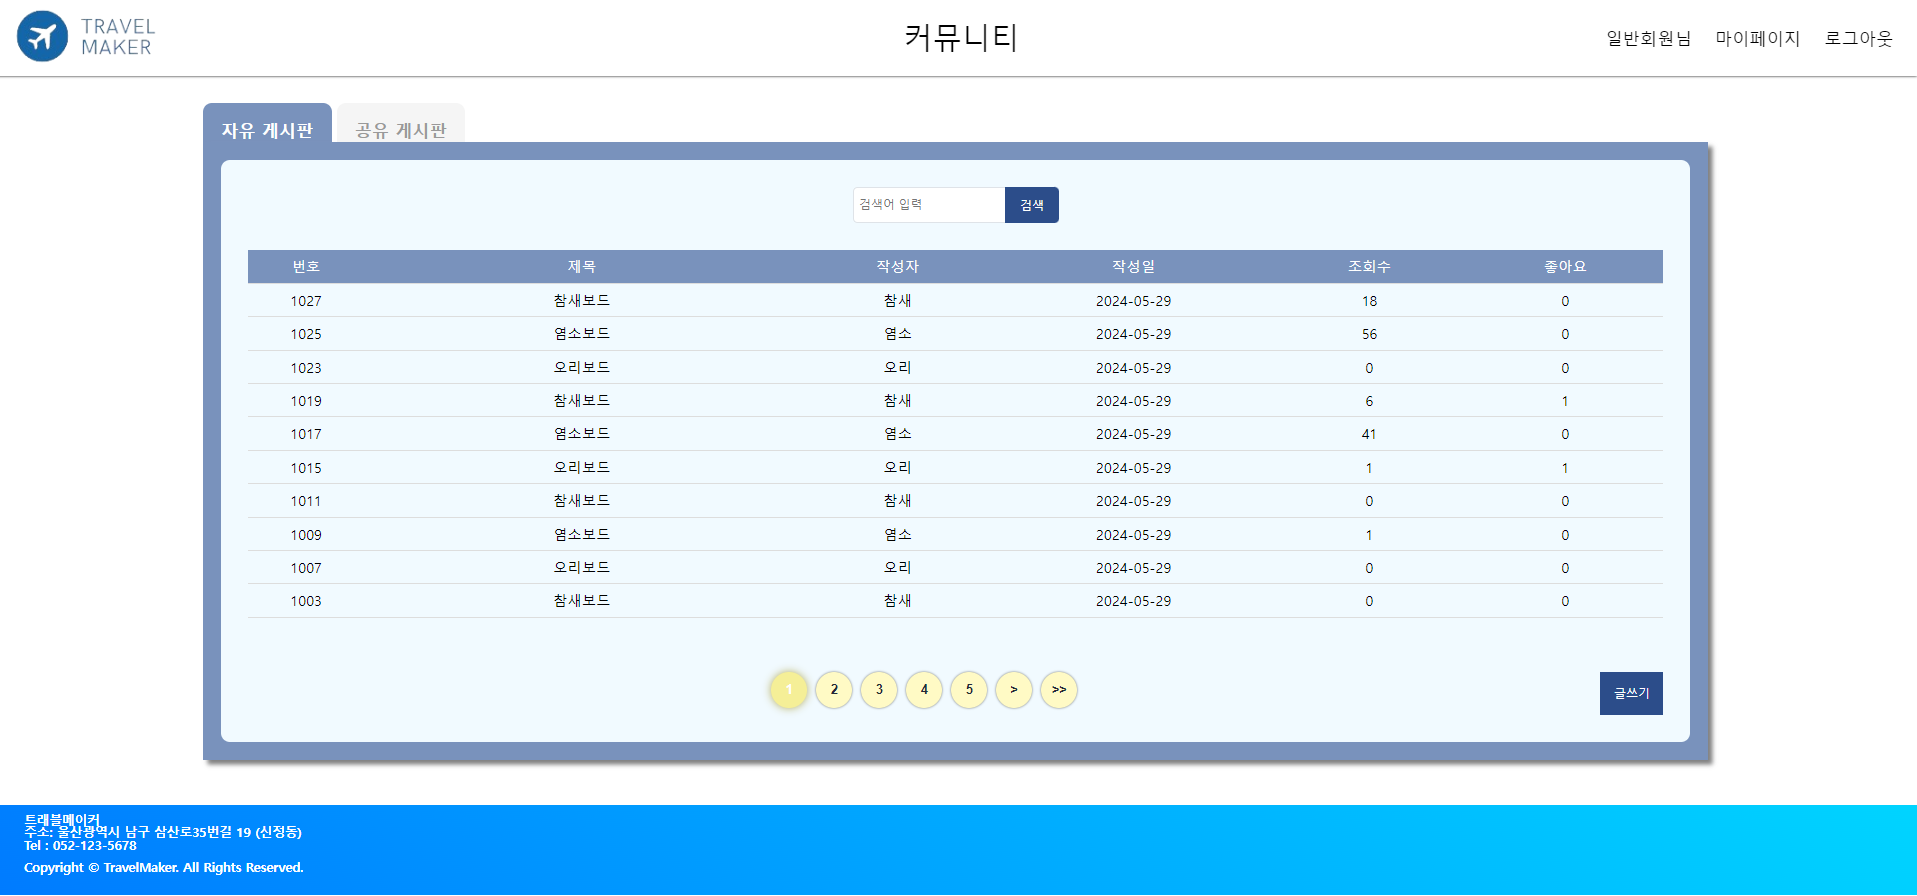 TRAVEL
MAKER
커뮤니티
일반회원님 마이페이지 로그아웃
자유 게시판 공유 게시판
검색어 입력 검색
번호 제목 작성자 작성일 조회수 좋아요
1027 참새보드 참새 2024-05-29 18 0
1025 염소보드 염소 2024-05-29 56 0
1023 오리보드 오리 2024-05-29 0 0
1019 참새보드 참새 2024-05-29 6 1
1017 염소보드 염소 2024-05-29 41 0
1015 오리보드 오리 2024-05-29 1 1
1011 참새보드 참새 2024-05-29 0 0
1009 염소보드 염소 2024-05-29 1 0
1007 오리보드 오리 2024-05-29 0 0
1003 참새보드 참새 2024-05-29 0 0
1 2 3 4 5 > >>
글쓰기
트래블메이커
주소: 울산광역시 남구 삼산로35번길 19 (신정동)
Tel : 052-123-5678
Copyright © TravelMaker. All Rights Reserved.